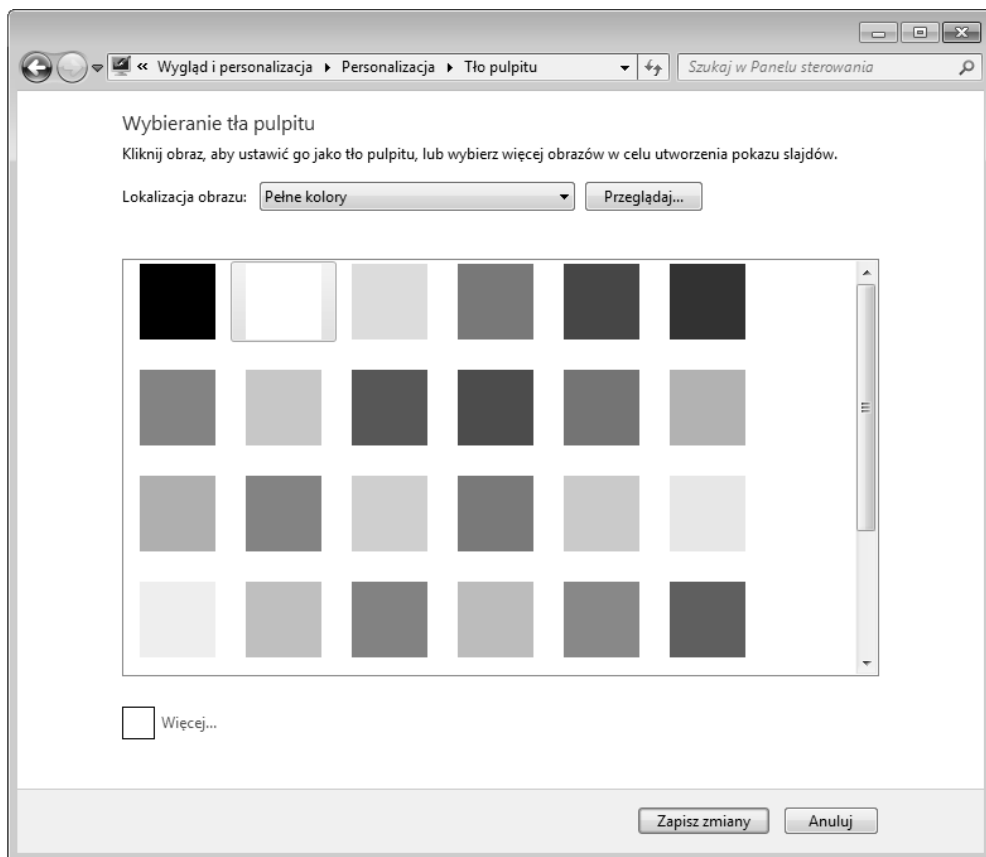 « Wygląd i personalizacja ▸ Personalizacja ▸ Tło pulpitu
Szukaj w Panelu sterowania
Wybieranie tła pulpitu
Kliknij obraz, aby ustawić go jako tło pulpitu, lub wybierz więcej obrazów w celu utworzenia pokazu slajdów.
Lokalizacja obrazu: Pełne kolory Przeglądaj...
Więcej...
Zapisz zmiany Anuluj